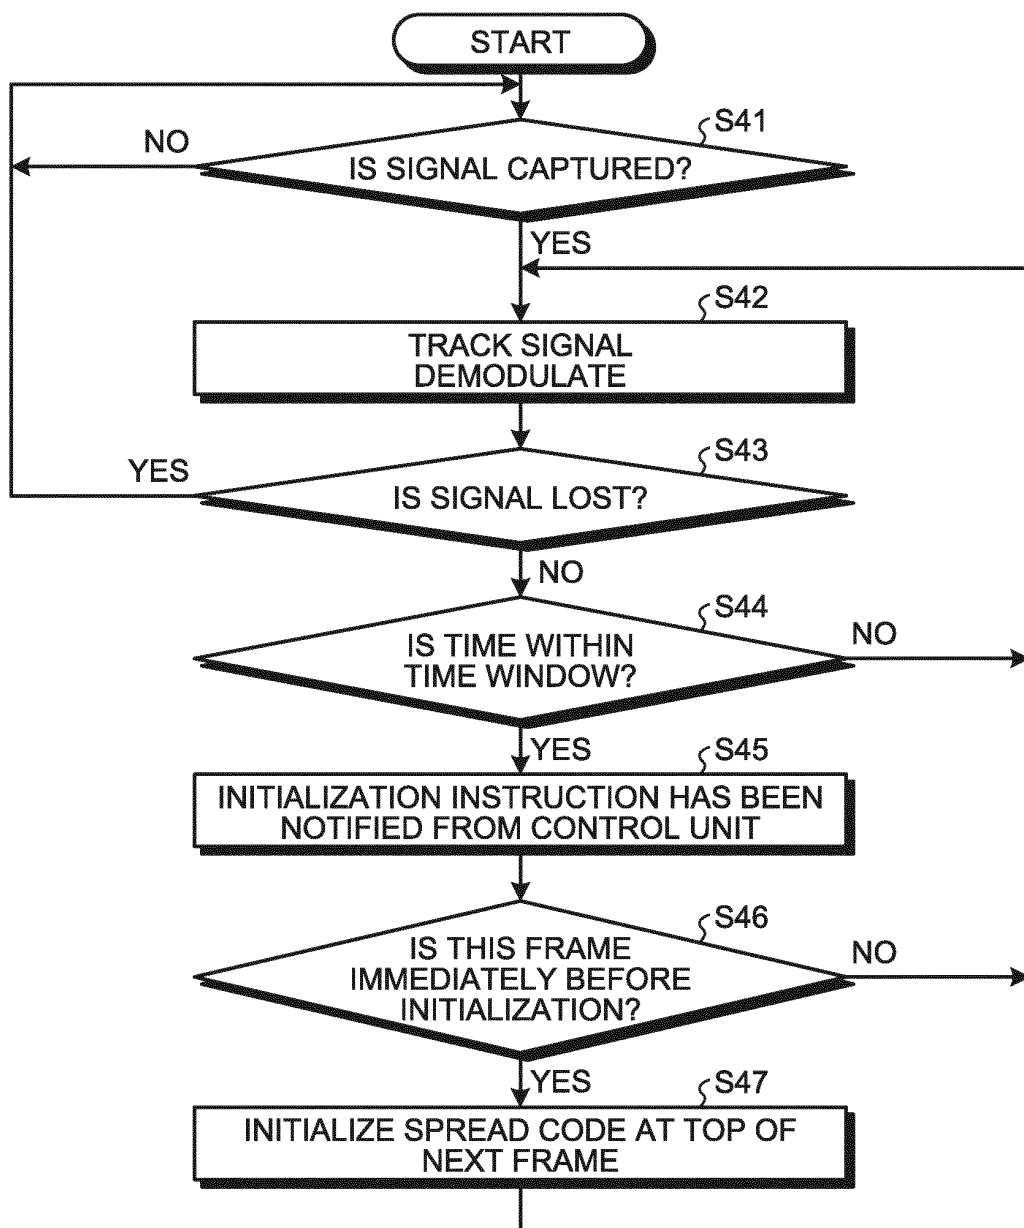 START
S41
NO
IS SIGNAL CAPTURED?
YES
S42
TRACK SIGNAL
DEMODULATE
S43
YES
IS SIGNAL LOST?
NO
S44
NO
IS TIME WITHIN
TIME WINDOW?
YES
S45
INITIALIZATION INSTRUCTION HAS BEEN
NOTIFIED FROM CONTROL UNIT
S46
NO
IS THIS FRAME
IMMEDIATELY BEFORE
INITIALIZATION?
YES
S47
INITIALIZE SPREAD CODE AT TOP OF
NEXT FRAME